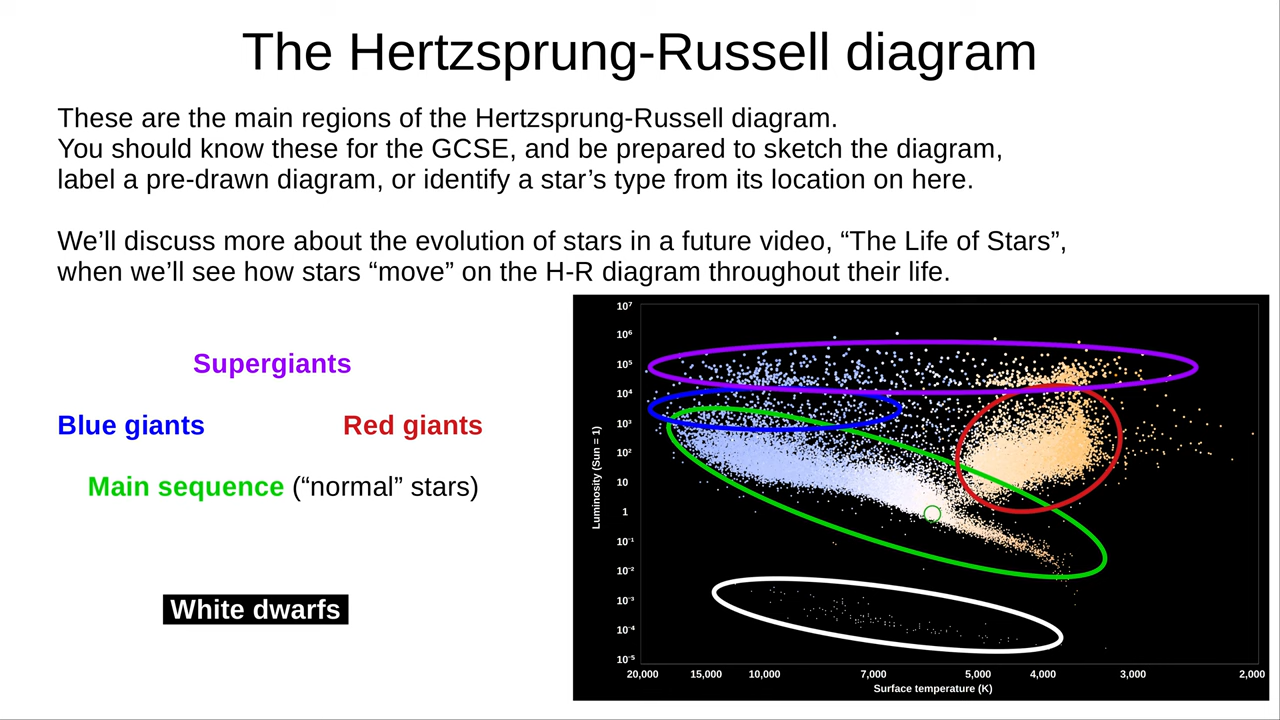 The Hertzsprung-Russell diagram
These are the main regions of the Hertzsprung-Russell diagram.
You should know these for the GCSE, and be prepared to sketch the diagram,
label a pre-drawn diagram, or identify a star’s type from its location on here.
We’ll discuss more about the evolution of stars in a future video, “The Life of Stars”,
when we’ll see how stars “move” on the H-R diagram throughout their life.
Supergiants
Blue giants Red giants
Main sequence (“normal” stars)
White dwarfs
10⁷
10⁶
10⁵
10⁴
10³
10²
10
1
10⁻¹
10⁻²
10⁻³
10⁻⁴
10⁻⁵
Luminosity (Sun = 1)
20,000 15,000 10,000 7,000 5,000 4,000 3,000 2,000
Surface temperature (K)